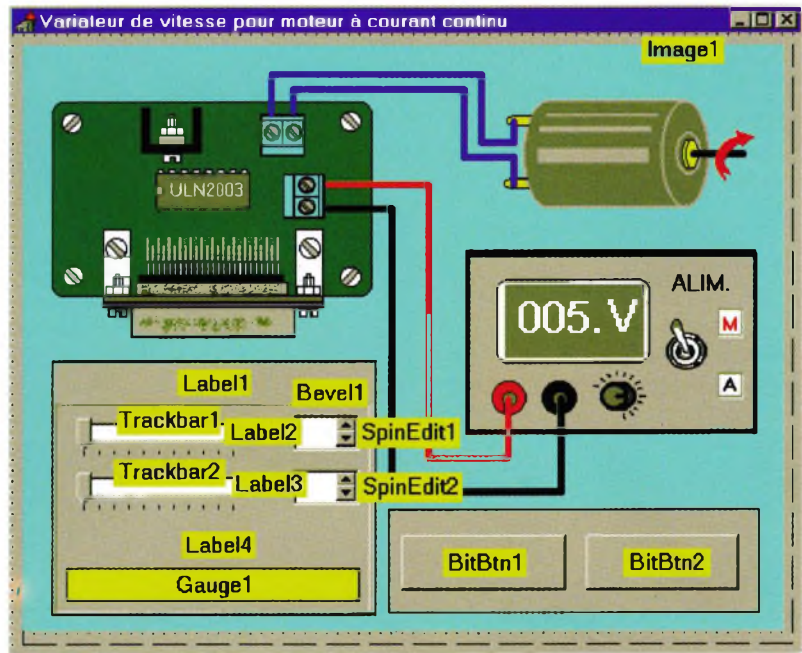 Variateur de vitesse pour moteur à courant continu
Image1
ULN2003
ALIM.
005.V
M
A
Label1
Bevel1
Trackbar1
Label2
SpinEdit1
Trackbar2
Label3
SpinEdit2
Label4
Gauge1
BitBtn1
BitBtn2